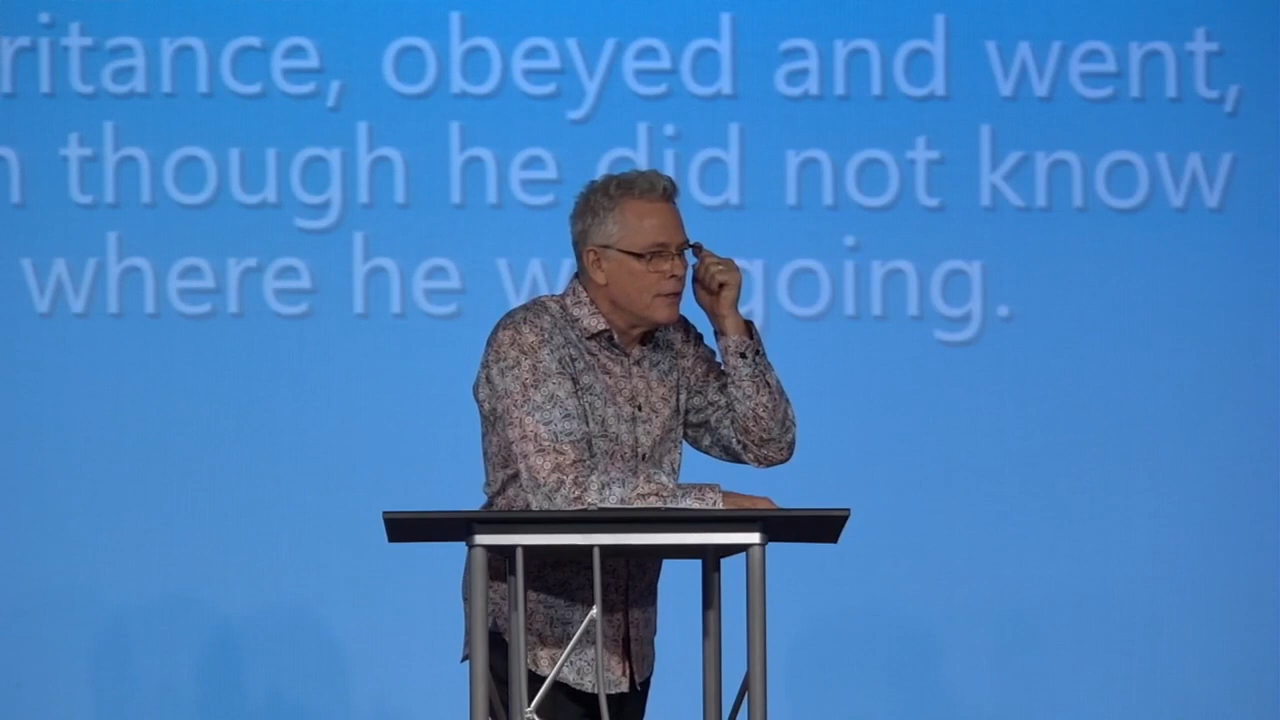 ritance, obeyed and went,
though he did not know
where he going.